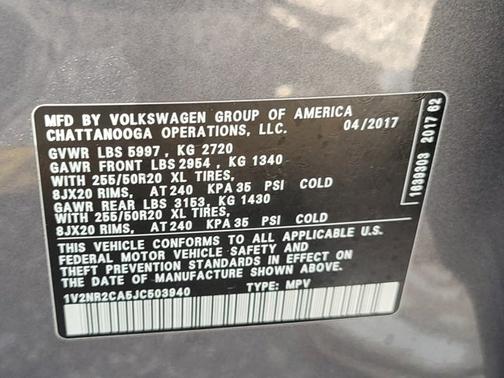 MFD BY VOLKSWAGEN GROUP OF AMERICA
CHATTANOOGA OPERATIONS, LLC. 04/2017
GVWR LBS 5997, KG 2720
GAWR FRONT LBS 2954, KG 1340
WITH 255/50R20 XL TIRES,
8JX20 RIMS, AT 240 KPA 35 PSI COLD
GAWR REAR LBS 3153, KG 1430
WITH 255/50R20 XL TIRES,
8JX20 RIMS, AT 240 KPA 35 PSI COLD
THIS VEHICLE CONFORMS TO ALL APPLICABLE U.S.
FEDERAL MOTOR VEHICLE SAFETY AND
THEFT PREVENTION STANDARDS IN EFFECT ON
THE DATE OF MANUFACTURE SHOWN ABOVE.
1V2NR2CA5JC503940 TYPE: MPV
1639303 2017 62